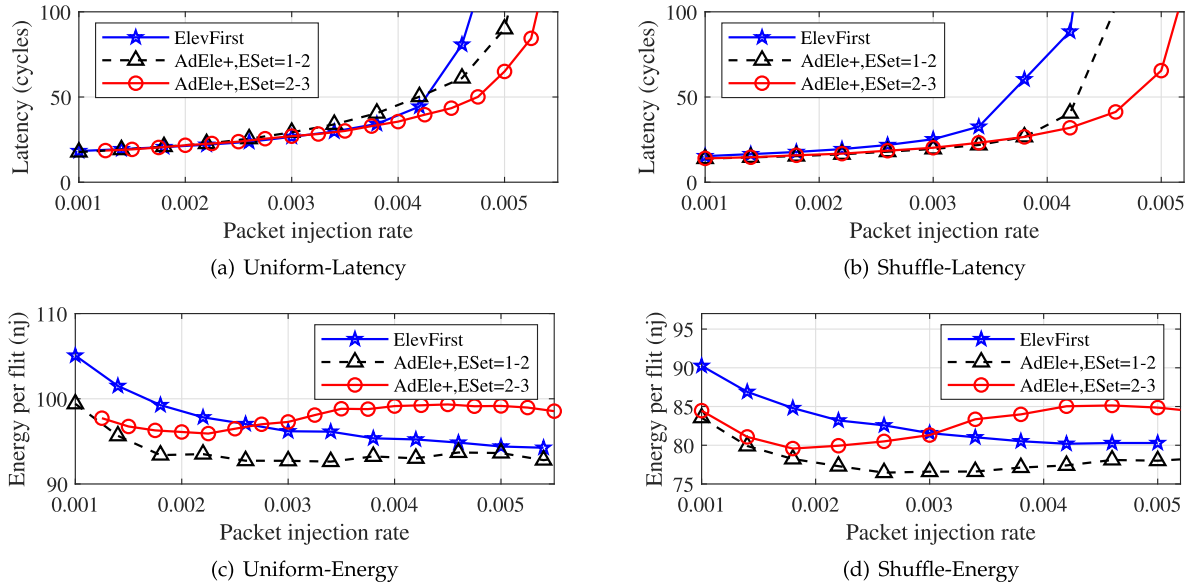 100
50
0
Latency (cycles)
ElevFirst
AdEle+,ESet=1-2
AdEle+,ESet=2-3
0.001 0.002 0.003 0.004 0.005
Packet injection rate
(a) Uniform-Latency
100
50
0
Latency (cycles)
ElevFirst
AdEle+,ESet=1-2
AdEle+,ESet=2-3
0.001 0.002 0.003 0.004 0.005
Packet injection rate
(b) Shuffle-Latency
110
100
90
Energy per flit (nj)
ElevFirst
AdEle+,ESet=1-2
AdEle+,ESet=2-3
0.001 0.002 0.003 0.004 0.005
Packet injection rate
(c) Uniform-Energy
95
90
85
80
75
Energy per flit (nj)
ElevFirst
AdEle+,ESet=1-2
AdEle+,ESet=2-3
0.001 0.002 0.003 0.004 0.005
Packet injection rate
(d) Shuffle-Energy